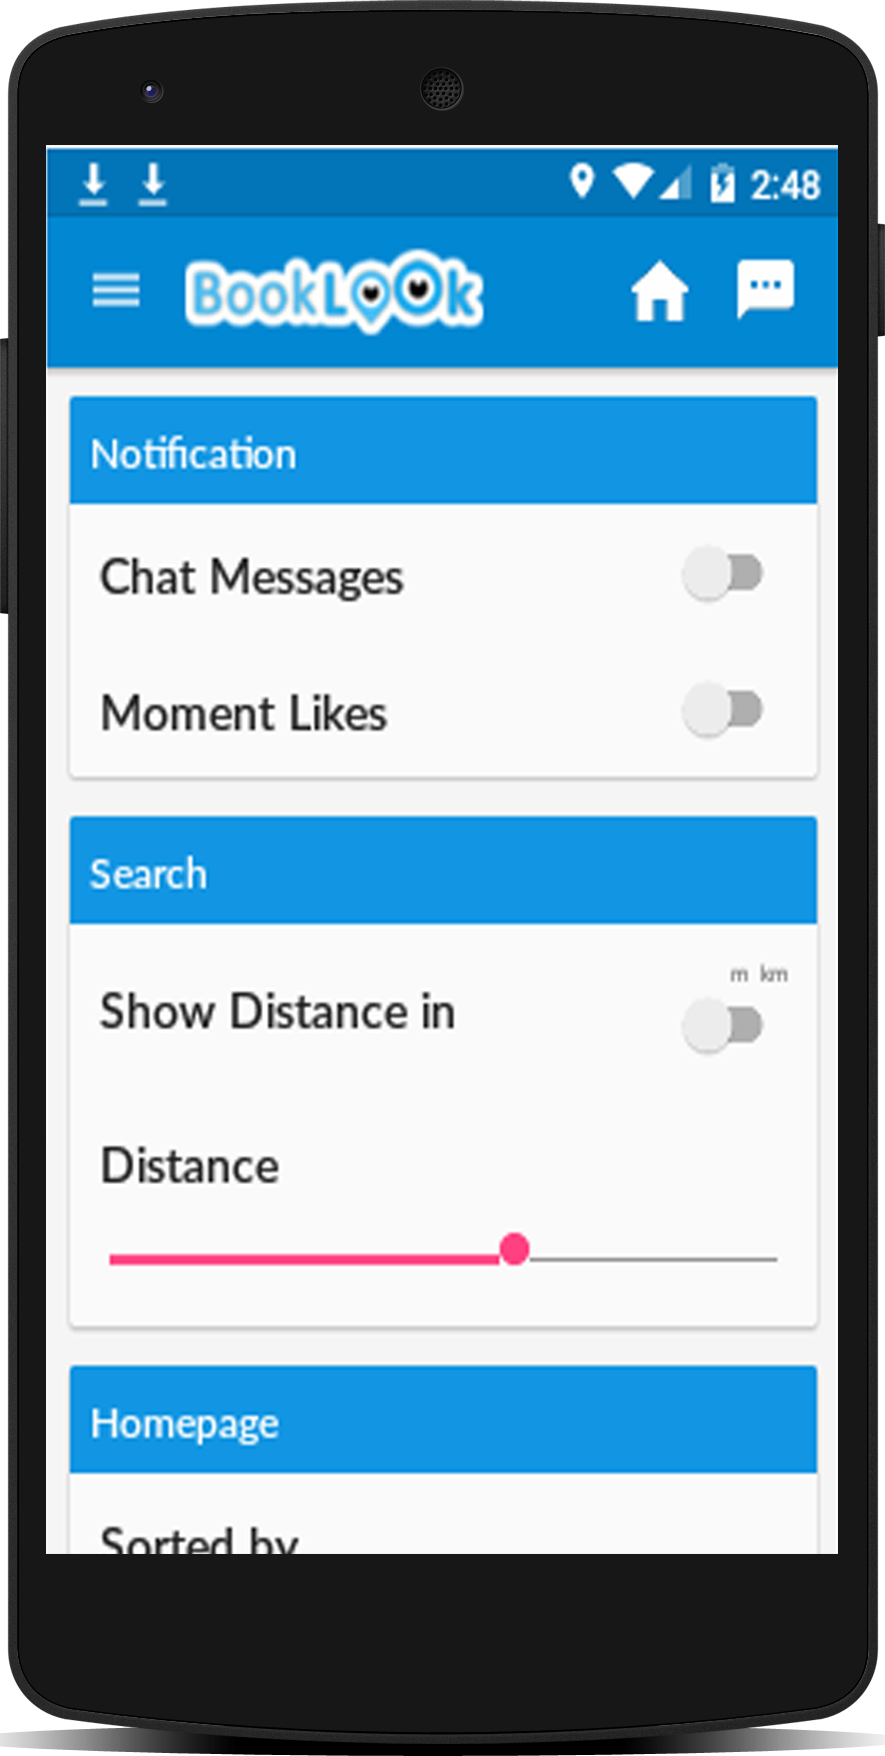 2:48
BookLook
Notification
Chat Messages
Moment Likes
Search
m km
Show Distance in
Distance
Homepage
Sorted by